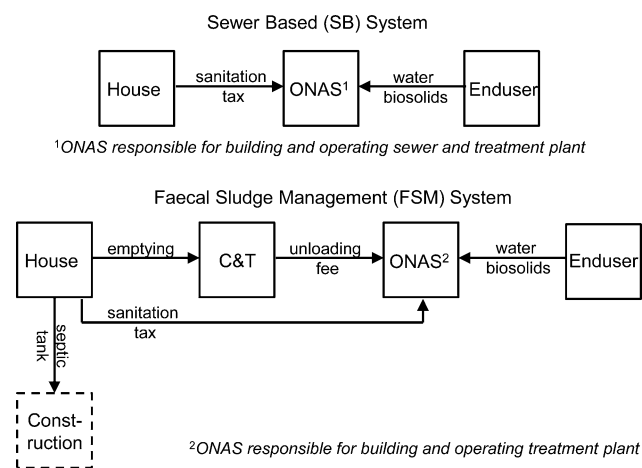 Sewer Based (SB) System
House
sanitation
tax
ONAS¹
water
biosolids
Enduser
¹ONAS responsible for building and operating sewer and treatment plant
Faecal Sludge Management (FSM) System
House
emptying
C&T
unloading
fee
ONAS²
water
biosolids
Enduser
sanitation
tax
septic
tank
Const-
ruction
²ONAS responsible for building and operating treatment plant